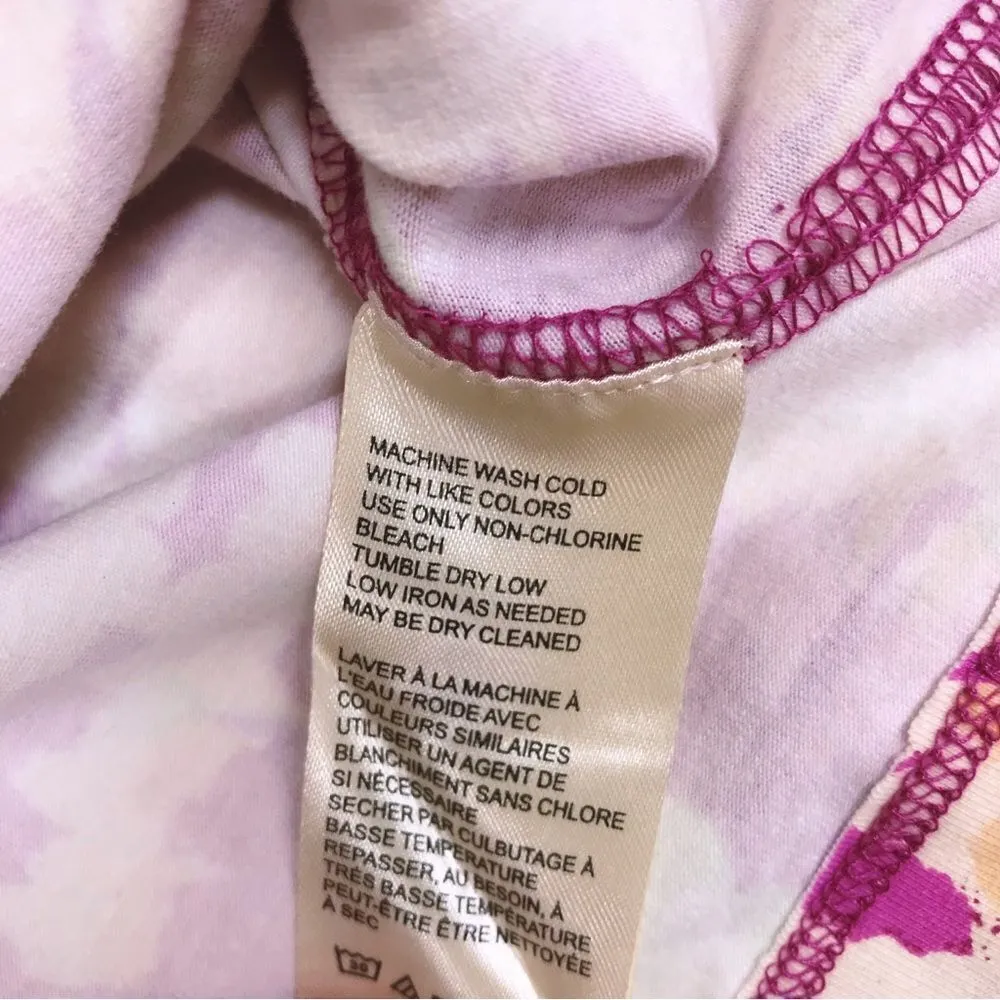 MACHINE WASH COLD
WITH LIKE COLORS
USE ONLY NON-CHLORINE
BLEACH
TUMBLE DRY LOW
LOW IRON AS NEEDED
MAY BE DRY CLEANED
LAVER À LA MACHINE À
L'EAU FROIDE AVEC
COULEURS SIMILAIRES
UTILISER UN AGENT DE
BLANCHIMENT SANS CHLORE
SI NÉCESSAIRE
SECHER PAR CULBUTAGE À
BASSE TEMPERATURE
REPASSER, AU BESOIN, À
TRÈS BASSE TEMPÉRATURE
PEUT-ÊTRE ÊTRE NETTOYÉE
À SEC
30